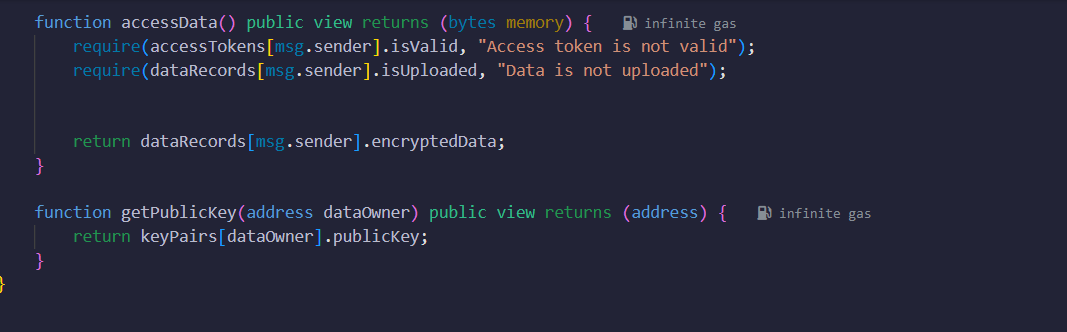 function accessData() public view returns (bytes memory) { infinite gas
require(accessTokens[msg.sender].isValid, "Access token is not valid");
require(dataRecords[msg.sender].isUploaded, "Data is not uploaded");
return dataRecords[msg.sender].encryptedData;
}
function getPublicKey(address dataOwner) public view returns (address) { infinite gas
return keyPairs[dataOwner].publicKey;
}
}